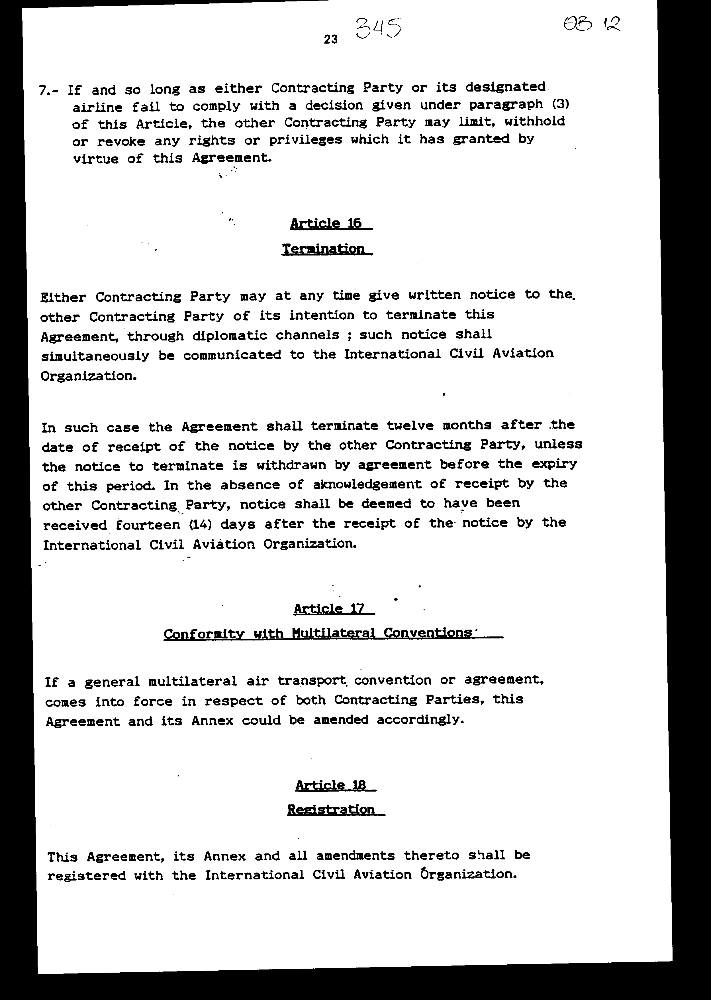 345
03 12
23
7.- If and so long as either Contracting Party or its designated
airline fail to comply with a decision given under paragraph (3)
of this Article, the other Contracting Party may limit, withhold
or revoke any rights or privileges which it has granted by
virtue of this Agreement.
Article 16
Termination
Either Contracting Party may at any time give written notice to the
other Contracting Party of its intention to terminate this
Agreement, through diplomatic channels ; such notice shall
simultaneously be communicated to the International Civil Aviation
Organization.
In such case the Agreement shall terminate twelve months after the
date of receipt of the notice by the other Contracting Party, unless
the notice to terminate is withdrawn by agreement before the expiry
of this period. In the absence of aknowledgement of receipt by the
other Contracting Party, notice shall be deemed to have been
received fourteen (14) days after the receipt of the notice by the
International Civil Aviation Organization.
Article 17
Conformity with Multilateral Conventions
If a general multilateral air transport convention or agreement,
comes into force in respect of both Contracting Parties, this
Agreement and its Annex could be amended accordingly.
Article 18
Registration
This Agreement, its Annex and all amendments thereto shall be
registered with the International Civil Aviation Organization.